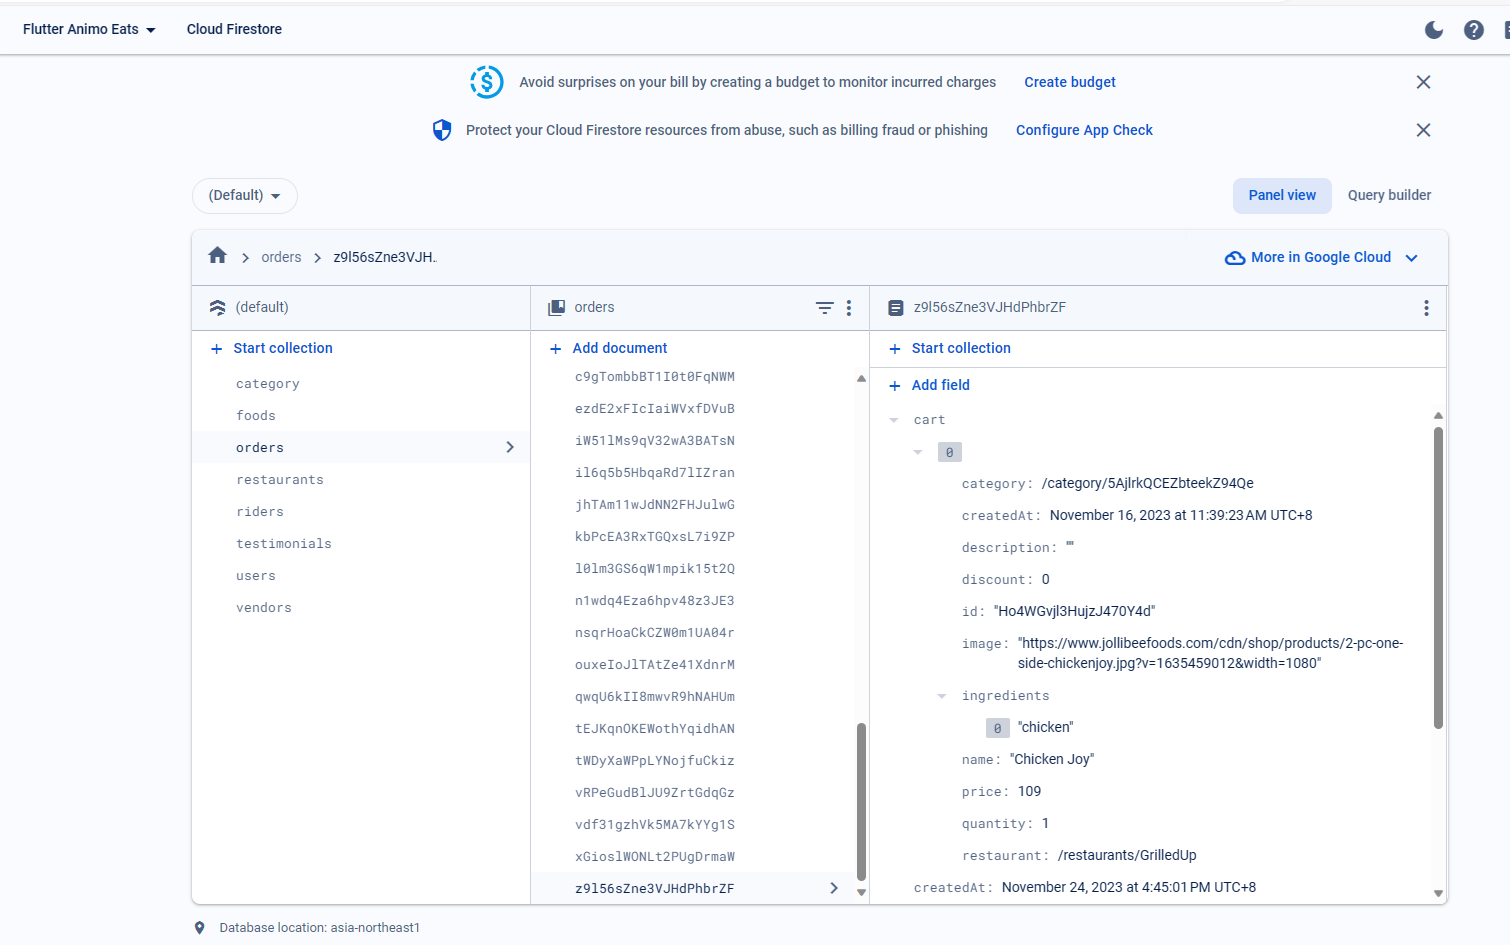 Flutter Animo Eats
Cloud Firestore
Avoid surprises on your bill by creating a budget to monitor incurred charges
Create budget
Protect your Cloud Firestore resources from abuse, such as billing fraud or phishing
Configure App Check
(Default)
Panel view
Query builder
orders
z9l56sZne3VJH..
More in Google Cloud
(default)
orders
z9l56sZne3VJHdPhbrZF
+ Start collection
category
foods
orders
restaurants
riders
testimonials
users
vendors
+ Add document
c9gTombbBT1I0t0FqNWM
ezdE2xFIcIaiWVxfDVuB
iW51lMs9qV32wA3BATsN
il6q5b5HbqaRd7lIZran
jhTAm11wJdNN2FHJulwG
kbPcEA3RxTGQxsL7i9ZP
l0lm3GS6qW1mpik15t2Q
n1wdq4Eza6hpv48z3JE3
nsqrHoaCkCZW0m1UA04r
ouxeIoJlTAtZe41XdnrM
qwqU6kII8mwvR9hNAHUm
tEJKqnOKEWothYqidhAN
tWDyXaWPpLYNojfuCkiz
vRPeGudBlJU9ZrtGdqGz
vdf31gzhVk5MA7kYYg1S
xGioslWONLt2PUgDrmaW
z9l56sZne3VJHdPhbrZF
+ Start collection
+ Add field
cart
0
category: /category/5AjlrkQCEZbteekZ94Qe
createdAt: November 16, 2023 at 11:39:23 AM UTC+8
description: ""
discount: 0
id: "Ho4WGvjl3HujzJ470Y4d"
image: "https://www.jollibeefoods.com/cdn/shop/products/2-pc-one-
side-chickenjoy.jpg?v=1635459012&width=1080"
ingredients
0 "chicken"
name: "Chicken Joy"
price: 109
quantity: 1
restaurant: /restaurants/GrilledUp
createdAt: November 24, 2023 at 4:45:01 PM UTC+8
Database location: asia-northeast1